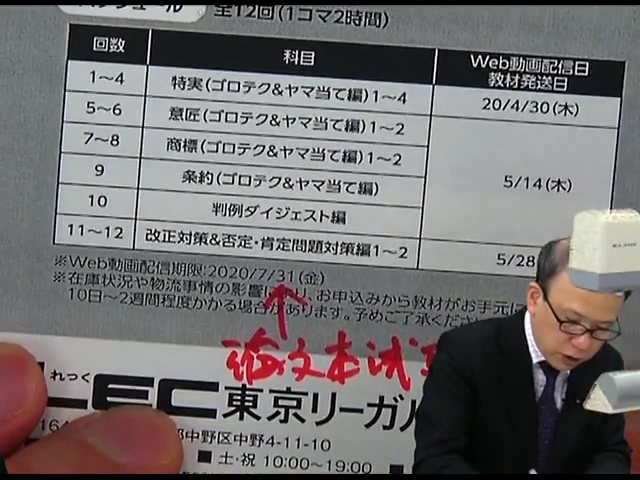 スケジュール 全12回(1コマ2時間)
回数 科目 Web動画配信日 教材発送日
1~4 特実(ゴロテク&ヤマ当て編)1~4 20/4/30(木)
5~6 意匠(ゴロテク&ヤマ当て編)1~2
7~8 商標(ゴロテク&ヤマ当て編)1~2 5/14(木)
9 条約(ゴロテク&ヤマ当て編)
10 判例ダイジェスト編
11~12 改正対策&否定・肯定問題対策編1~2 5/28
※Web動画配信期限:2020/7/31(金)
※在庫状況や物流事情の影響により、お申込みから教材がお手元に
10日~2週間程度かかる場合があります。予めご了承くださ
論文本試
れっく
LEC東京リーガル
中野区中野4-11-10
■土・祝 10:00~19:00 ■